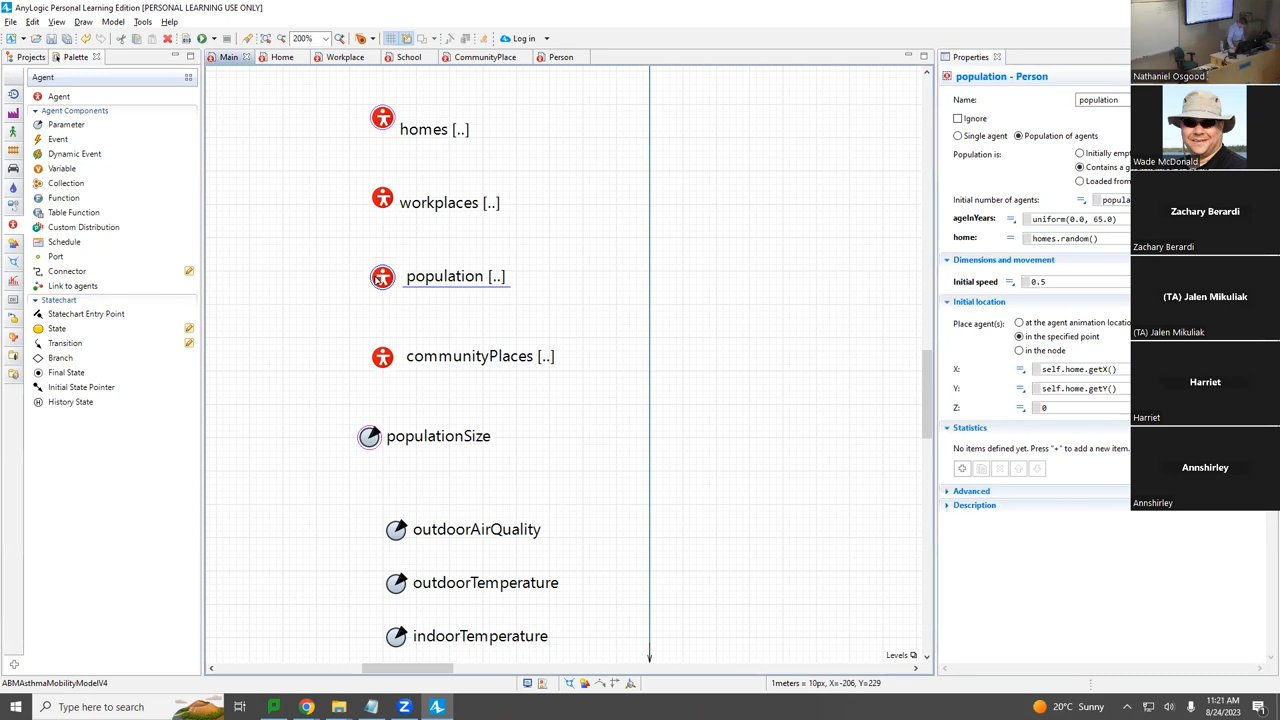 AnyLogic Personal Learning Edition [PERSONAL LEARNING USE ONLY]
File Edit View Draw Model Tools Help
200%
Log in
Projects Palette
Main Home Workplace School CommunityPlace Person
Properties
Agent
Agent
Agent Components
Parameter
Event
Dynamic Event
Variable
Collection
Function
Table Function
Custom Distribution
Schedule
Port
Connector
Link to agents
Statechart
Statechart Entry Point
State
Transition
Branch
Final State
Initial State Pointer
History State
homes [..]
workplaces [..]
population [..]
communityPlaces [..]
populationSize
outdoorAirQuality
outdoorTemperature
indoorTemperature
Levels
population - Person
Name: population
Ignore
Single agent Population of agents
Population is: Initially empty
Contains a
Loaded from
Initial number of agents: popula
ageInYears: uniform(0.0, 65.0)
home: homes.random()
Dimensions and movement
Initial speed 0.5
Initial location
Place agent(s): at the agent animation locatio
in the specified point
in the node
X: self.home.getX()
Y: self.home.getY()
Z: 0
Statistics
No items defined yet. Press "+" to add a new item.
Advanced
Description
Nathaniel Osgood
Wade McDonald
Zachary Berardi
Zachary Berardi
(TA) Jalen Mikuliak
(TA) Jalen Mikuliak
Harriet
Harriet
Annshirley
Annshirley
ABMAsthmaMobilityModelV4
1meters = 10px, X=-206, Y=229
Type here to search
20°C Sunny
11:21 AM
8/24/2023
1